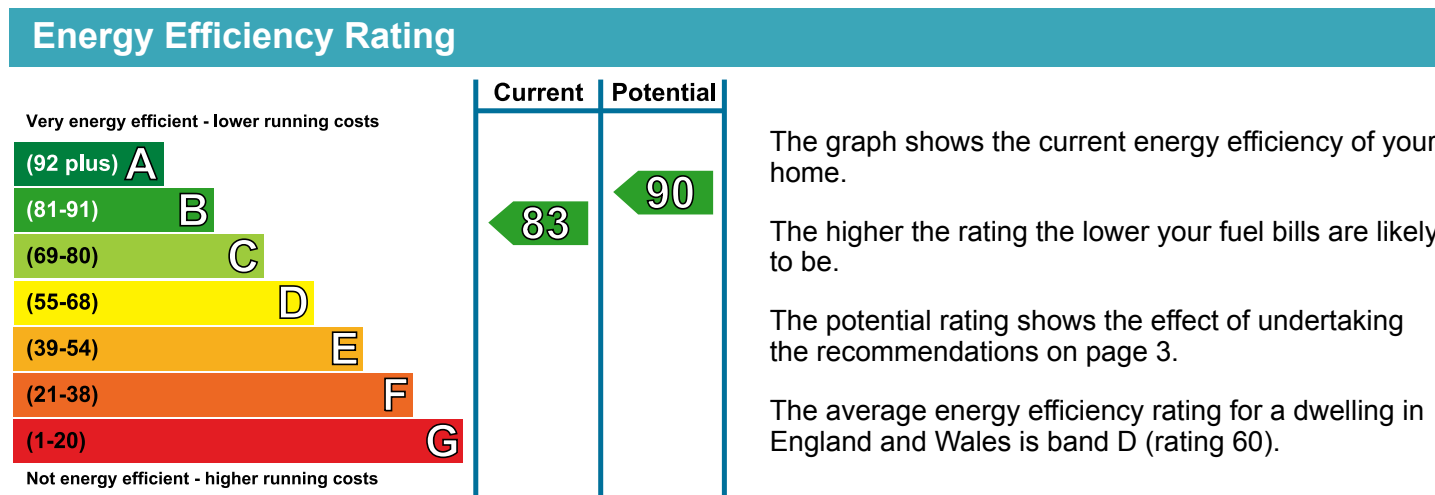 Energy Efficiency Rating
Current Potential
Very energy efficient - lower running costs
(92 plus) A
(81-91) B
(69-80) C
(55-68) D
(39-54) E
(21-38) F
(1-20) G
Not energy efficient - higher running costs
83
90
The graph shows the current energy efficiency of your
home.
The higher the rating the lower your fuel bills are likely
to be.
The potential rating shows the effect of undertaking
the recommendations on page 3.
The average energy efficiency rating for a dwelling in
England and Wales is band D (rating 60).